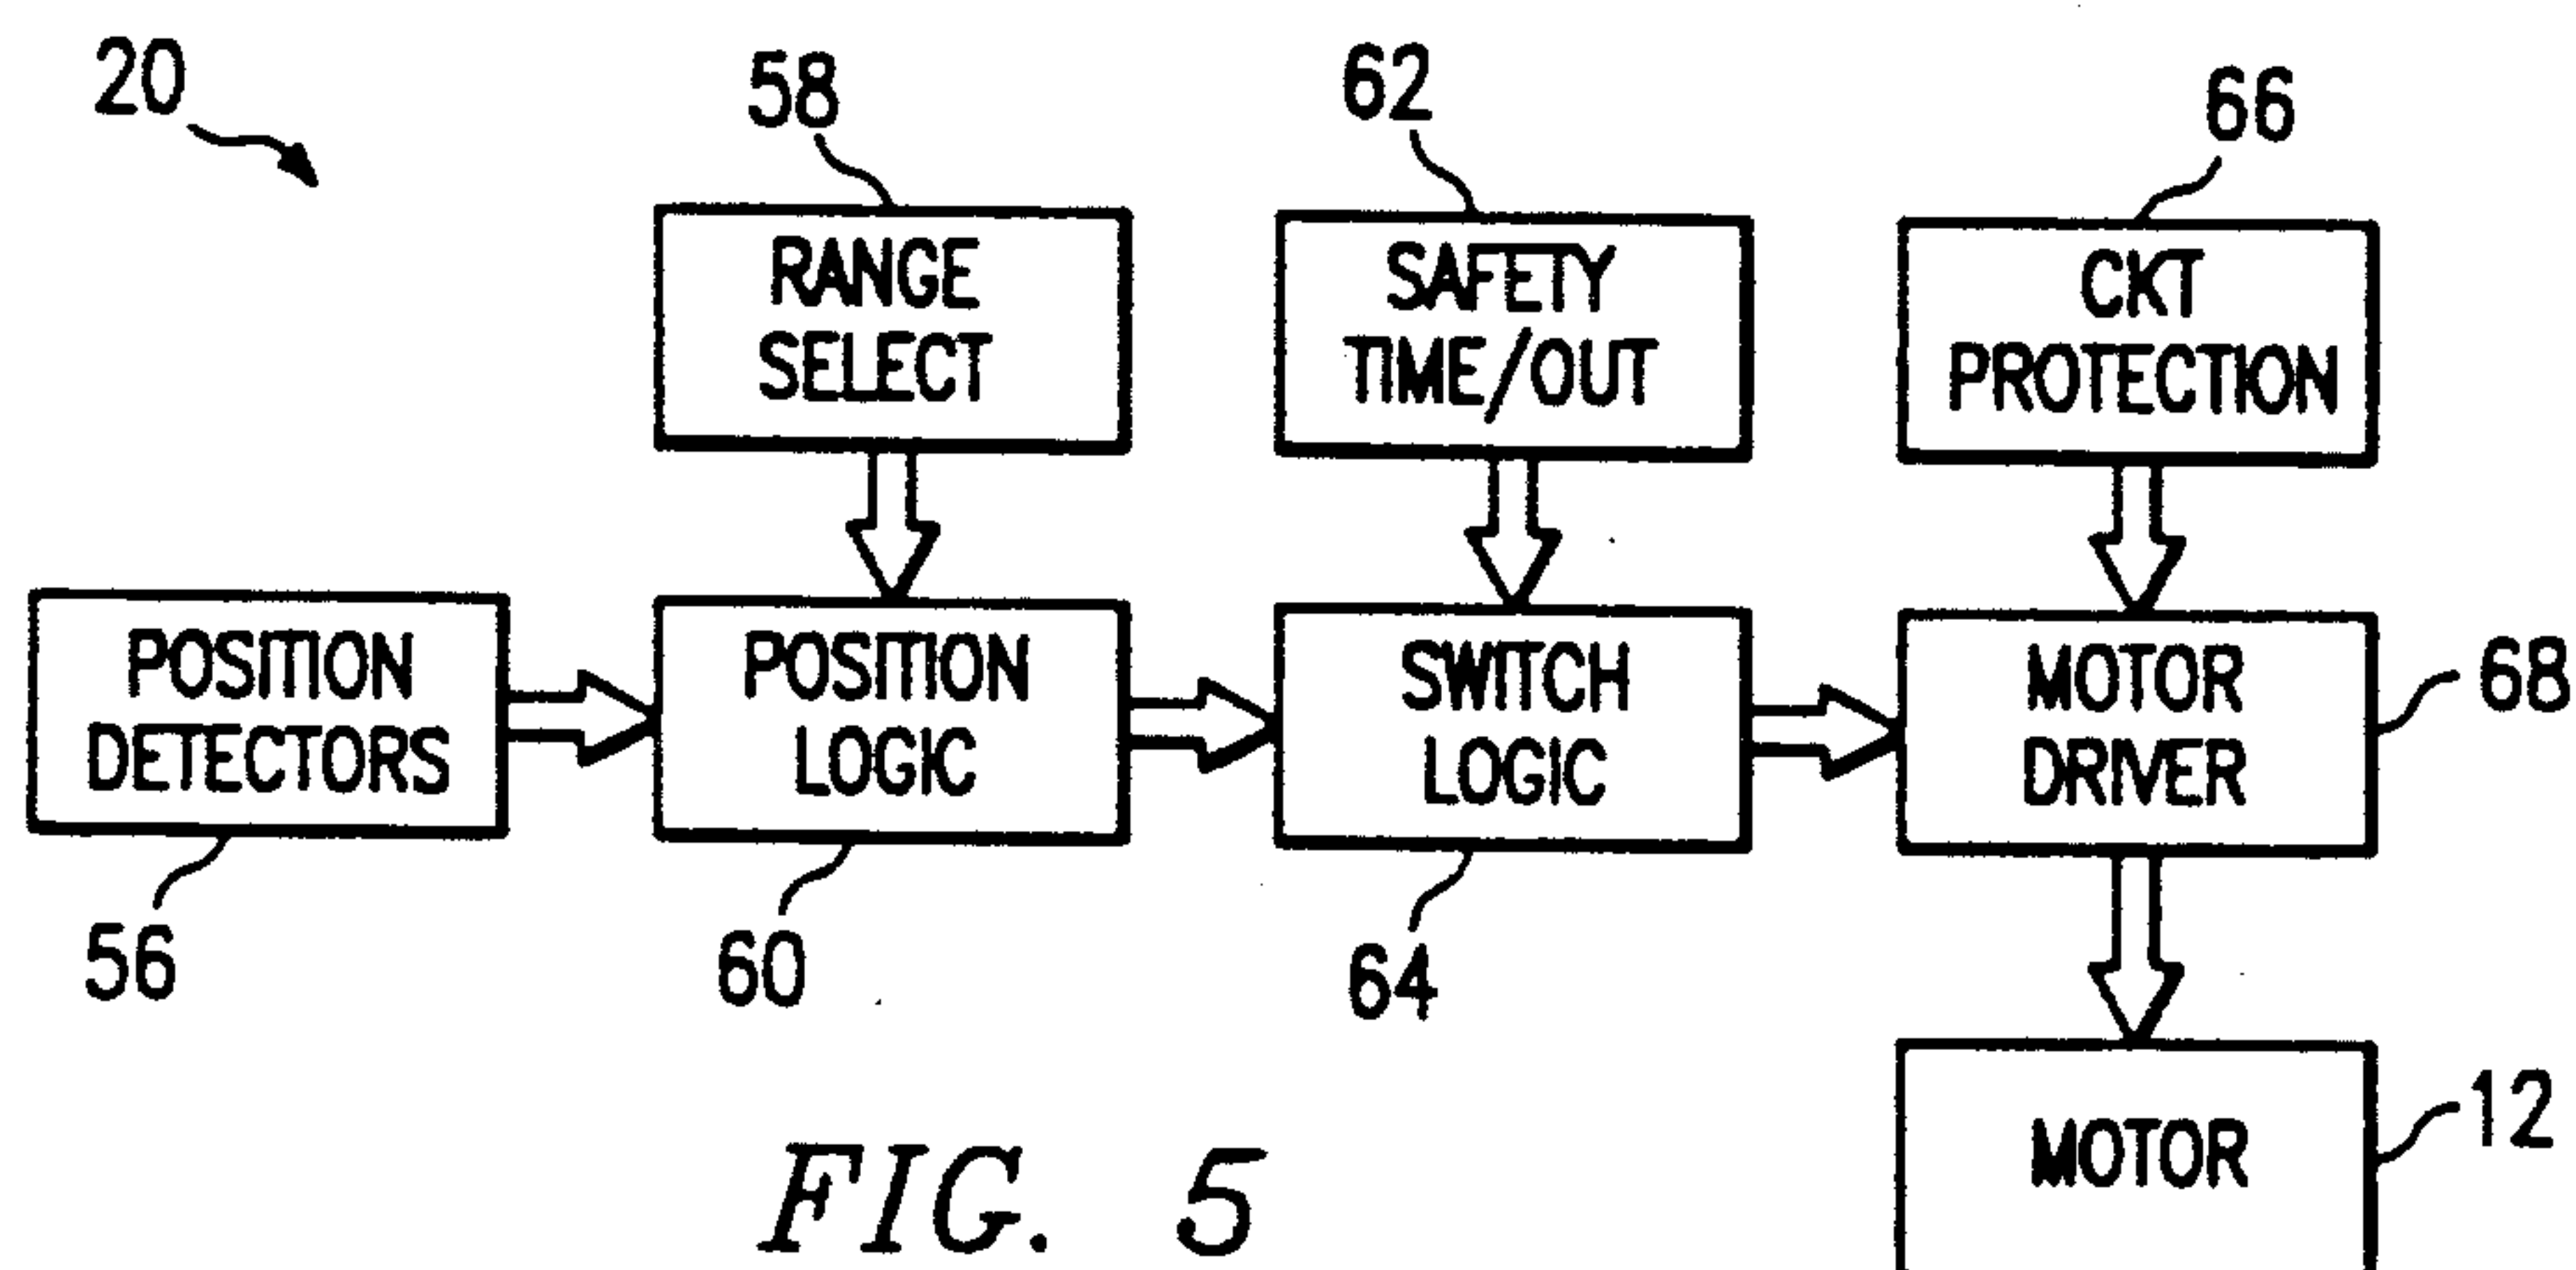 20
58
62
66
RANGE
SELECT
SAFETY
TIME/OUT
CKT
PROTECTION
POSITION
DETECTORS
POSITION
LOGIC
SWITCH
LOGIC
MOTOR
DRIVER
68
56
60
64
MOTOR
12
FIG. 5